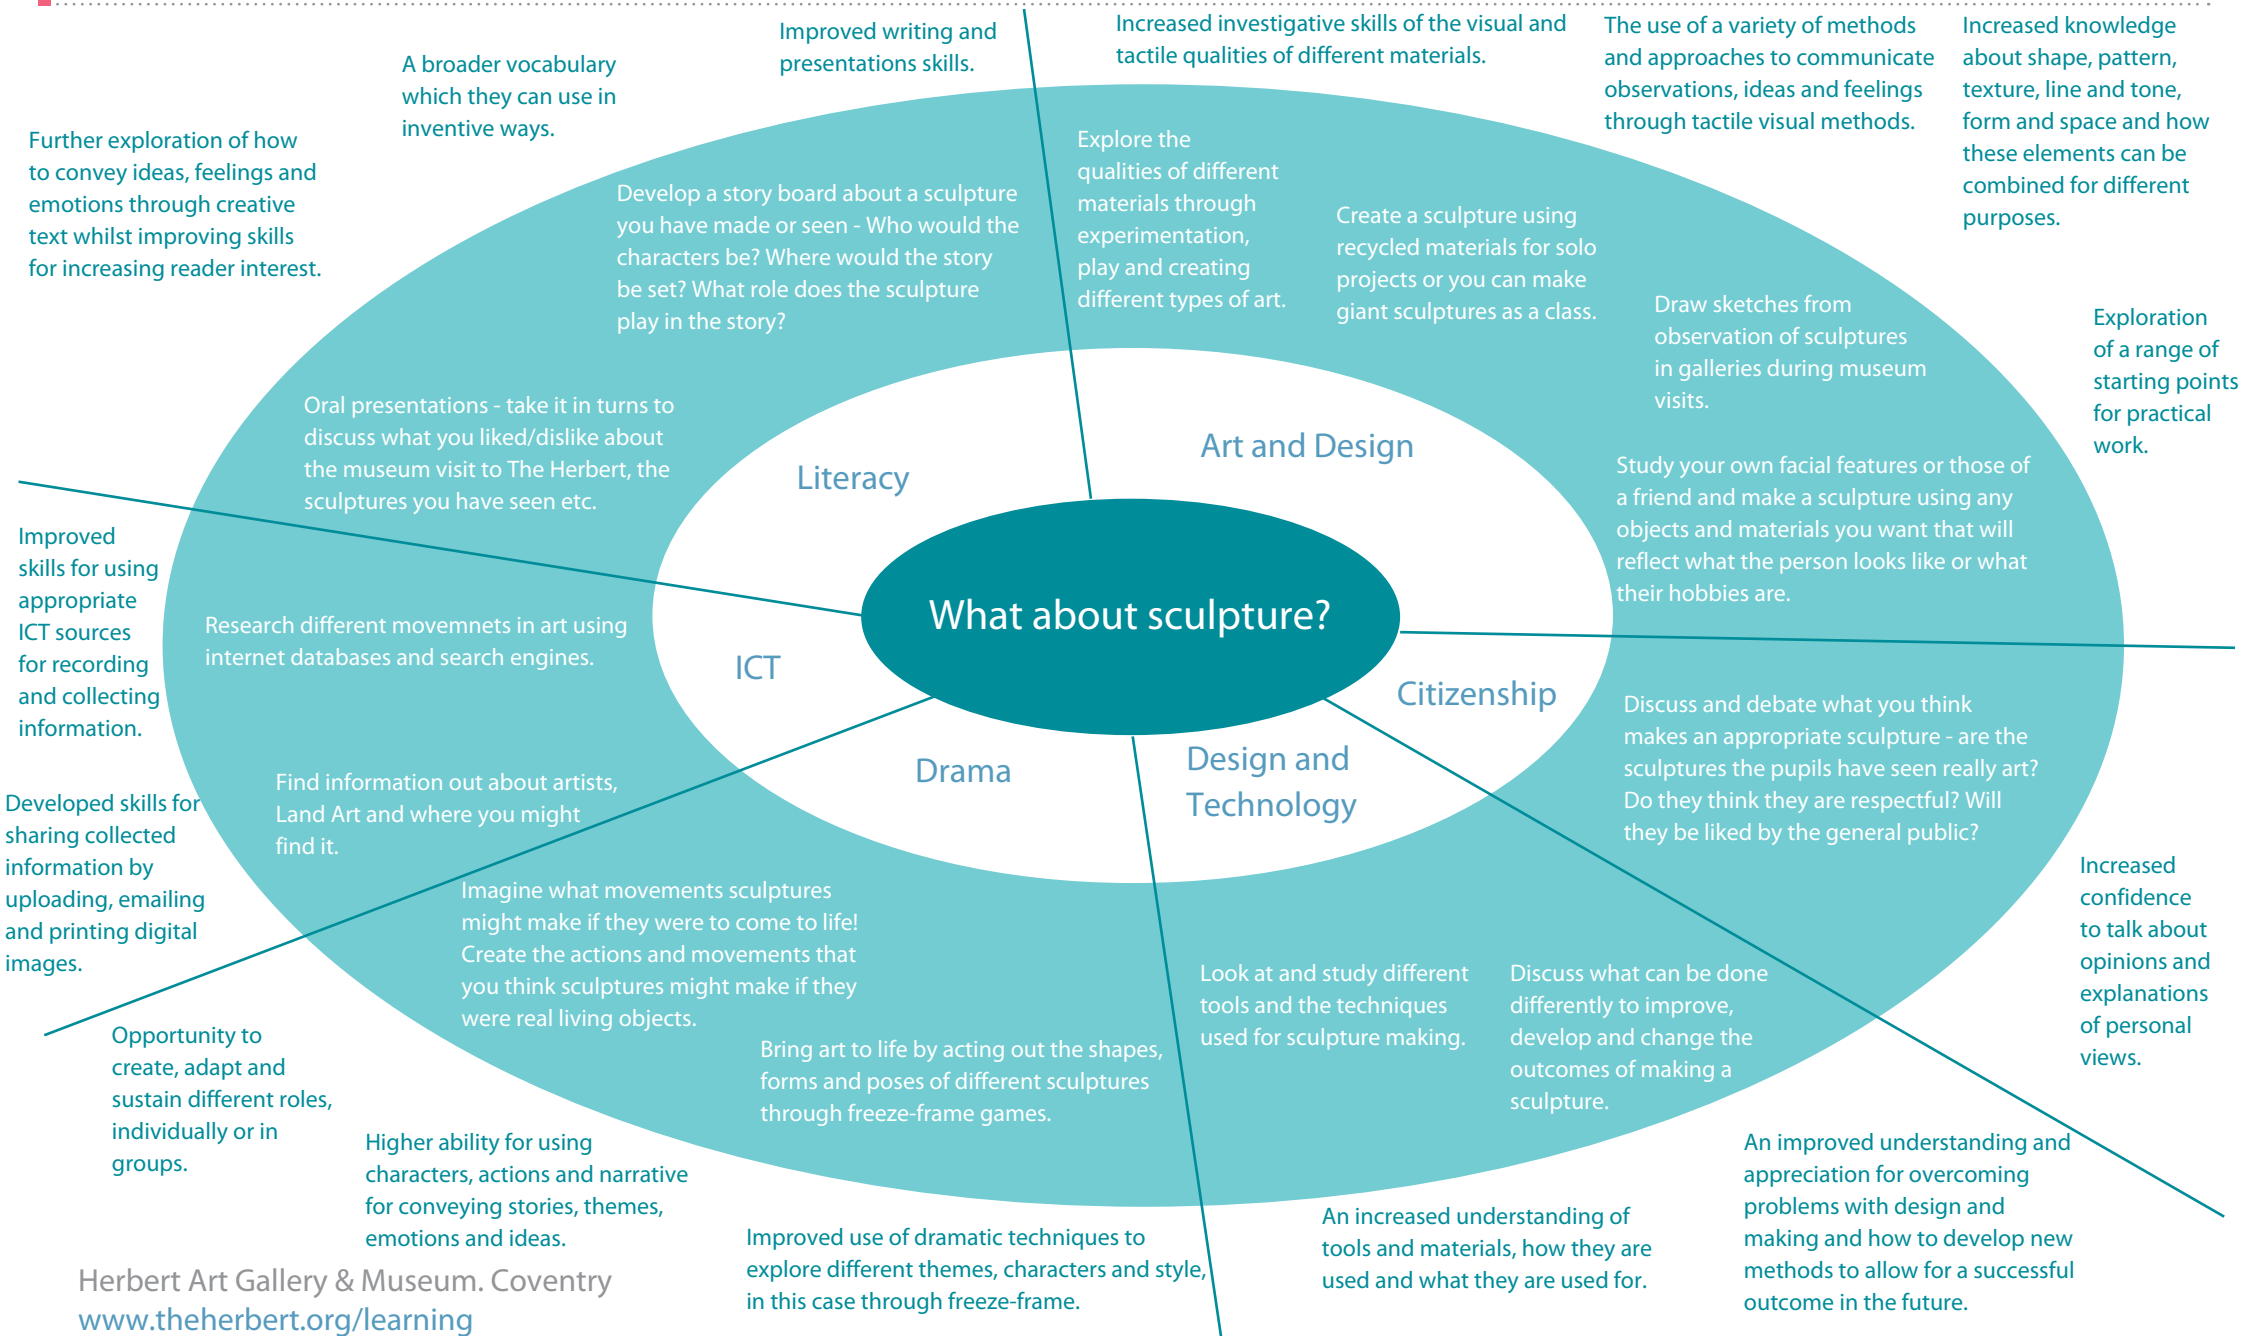 Improved writing and
presentations skills.
A broader vocabulary
which they can use in
inventive ways.
Further exploration of how
to convey ideas, feelings and
emotions through creative
text whilst improving skills
for increasing reader interest.
Develop a story board about a sculpture
you have made or seen - Who would the
characters be? Where would the story
be set? What role does the sculpture
play in the story?
Oral presentations - take it in turns to
discuss what you liked/dislike about
the museum visit to The Herbert, the
sculptures you have seen etc.
Literacy
Increased investigative skills of the visual and
tactile qualities of different materials.
The use of a variety of methods
and approaches to communicate
observations, ideas and feelings
through tactile visual methods.
Increased knowledge
about shape, pattern,
texture, line and tone,
form and space and how
these elements can be
combined for different
purposes.
Exploration
of a range of
starting points
for practical
work.
Explore the
qualities of different
materials through
experimentation,
play and creating
different types of art.
Create a sculpture using
recycled materials for solo
projects or you can make
giant sculptures as a class.
Draw sketches from
observation of sculptures
in galleries during museum
visits.
Study your own facial features or those of
a friend and make a sculpture using any
objects and materials you want that will
reflect what the person looks like or what
their hobbies are.
Art and Design
What about sculpture?
Improved
skills for using
appropriate
ICT sources
for recording
and collecting
information.
Developed skills for
sharing collected
information by
uploading, emailing
and printing digital
images.
Research different movemnets in art using
internet databases and search engines.
Find information out about artists,
Land Art and where you might
find it.
ICT
Citizenship
Discuss and debate what you think
makes an appropriate sculpture - are the
sculptures the pupils have seen really art?
Do they think they are respectful? Will
they be liked by the general public?
Increased
confidence
to talk about
opinions and
explanations
of personal
views.
Drama
Imagine what movements sculptures
might make if they were to come to life!
Create the actions and movements that
you think sculptures might make if they
were real living objects.
Bring art to life by acting out the shapes,
forms and poses of different sculptures
through freeze-frame games.
Opportunity to
create, adapt and
sustain different roles,
individually or in
groups.
Higher ability for using
characters, actions and narrative
for conveying stories, themes,
emotions and ideas.
Improved use of dramatic techniques to
explore different themes, characters and style,
in this case through freeze-frame.
Design and
Technology
Look at and study different
tools and the techniques
used for sculpture making.
Discuss what can be done
differently to improve,
develop and change the
outcomes of making a
sculpture.
An increased understanding of
tools and materials, how they are
used and what they are used for.
An improved understanding and
appreciation for overcoming
problems with design and
making and how to develop new
methods to allow for a successful
outcome in the future.
Herbert Art Gallery & Museum. Coventry
www.theherbert.org/learning